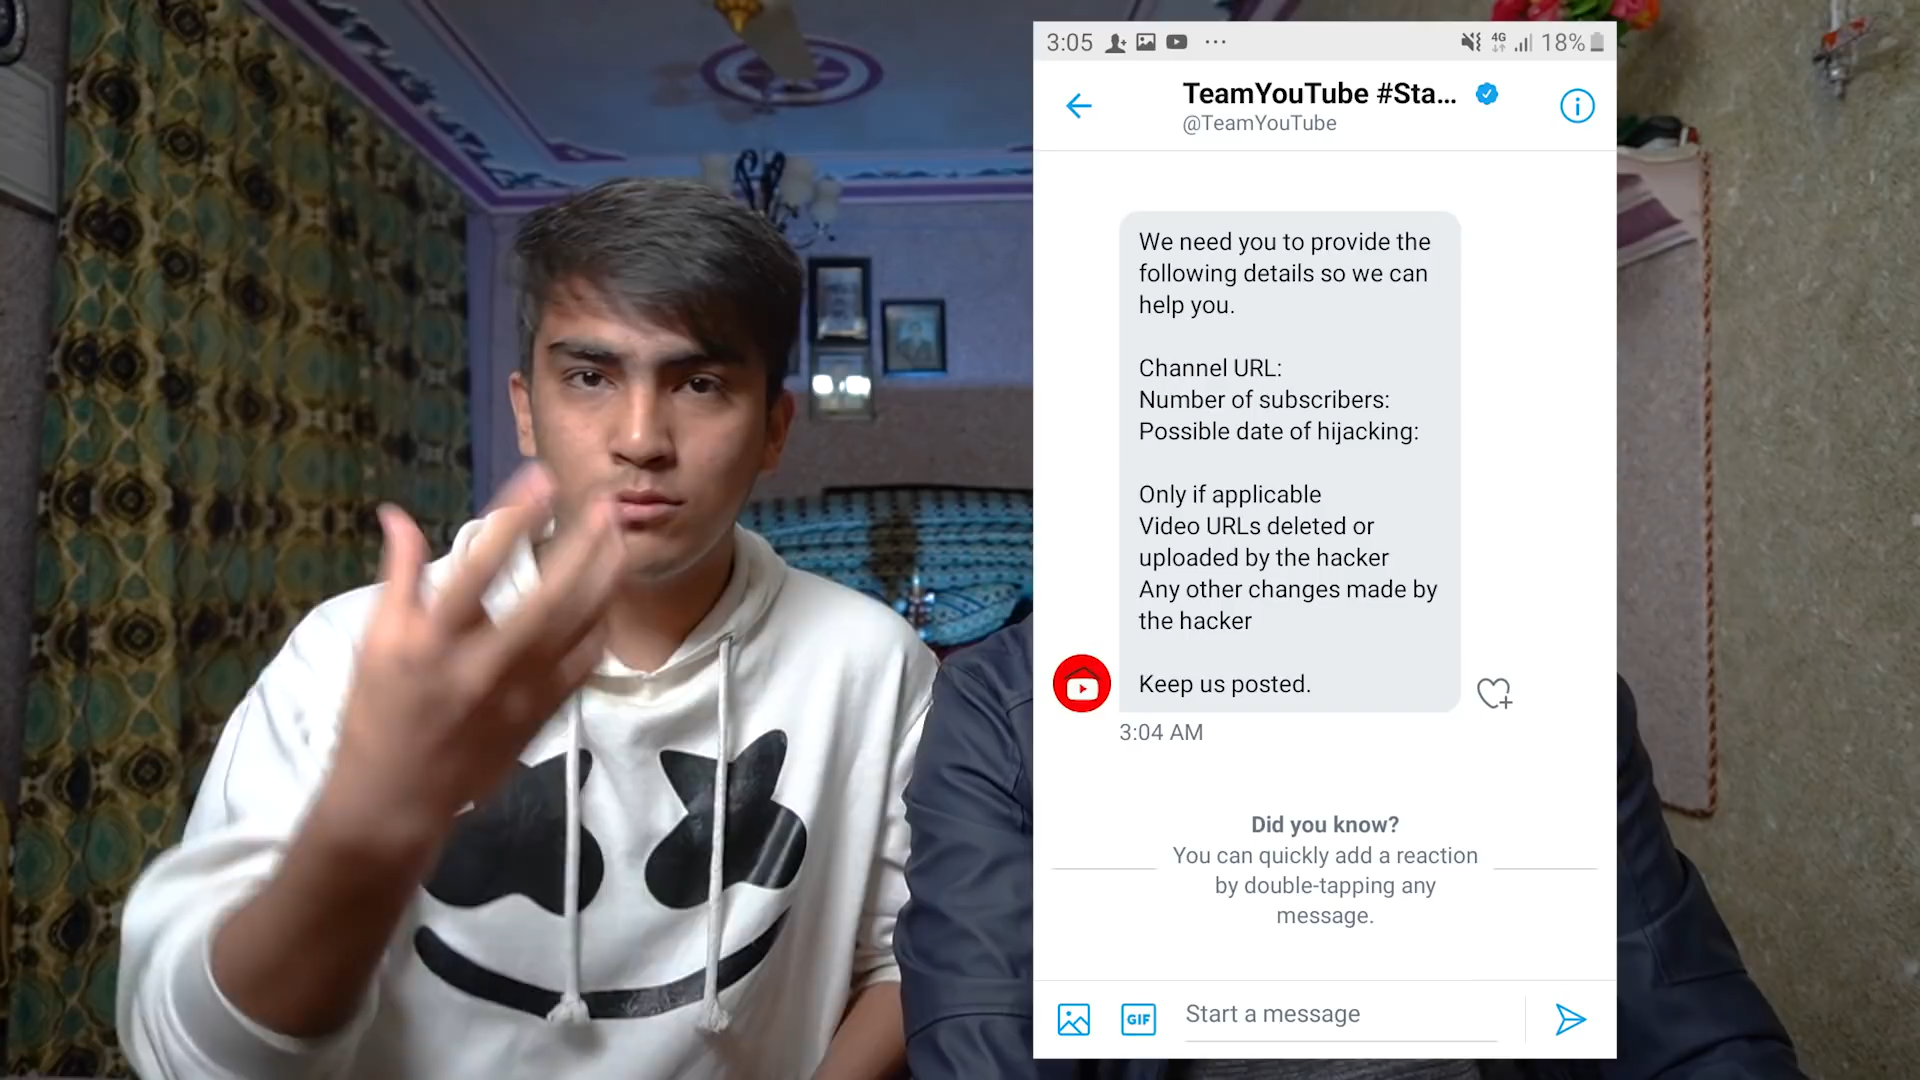 3:05 ... 4G 18%
TeamYouTube #Sta...
@TeamYouTube
We need you to provide the
following details so we can
help you.
Channel URL:
Number of subscribers:
Possible date of hijacking:
Only if applicable
Video URLs deleted or
uploaded by the hacker
Any other changes made by
the hacker
Keep us posted.
3:04 AM
Did you know?
You can quickly add a reaction
by double-tapping any
message.
GIF
Start a message